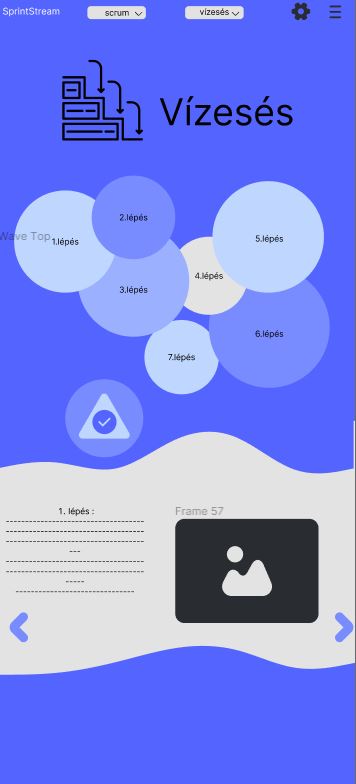 SprintStream
scrum
vízesés
Vízesés
2.lépés
Wave Top
1.lépés
5.lépés
4.lépés
3.lépés
6.lépés
7.lépés
1. lépés :
Frame 57